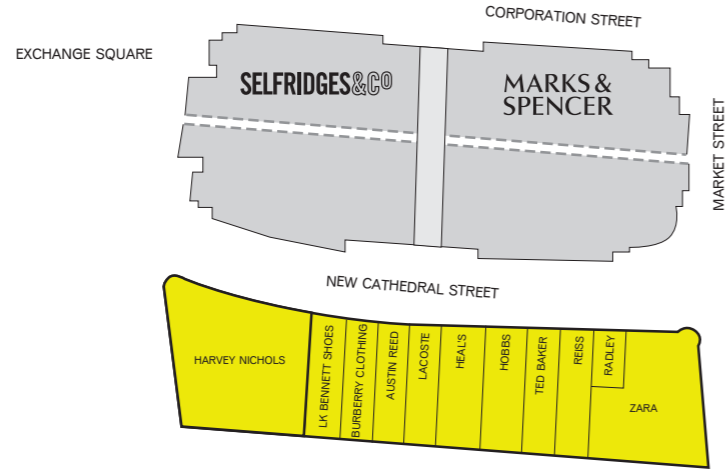 CORPORATION STREET
EXCHANGE SQUARE
SELFRIDGES&CO
MARKS &
SPENCER
MARKET STREET
NEW CATHEDRAL STREET
HARVEY NICHOLS
LK BENNETT SHOES
BURBERRY CLOTHING
AUSTIN REED
LACOSTE
HEAL'S
HOBBS
TED BAKER
REISS
RADLEY
ZARA